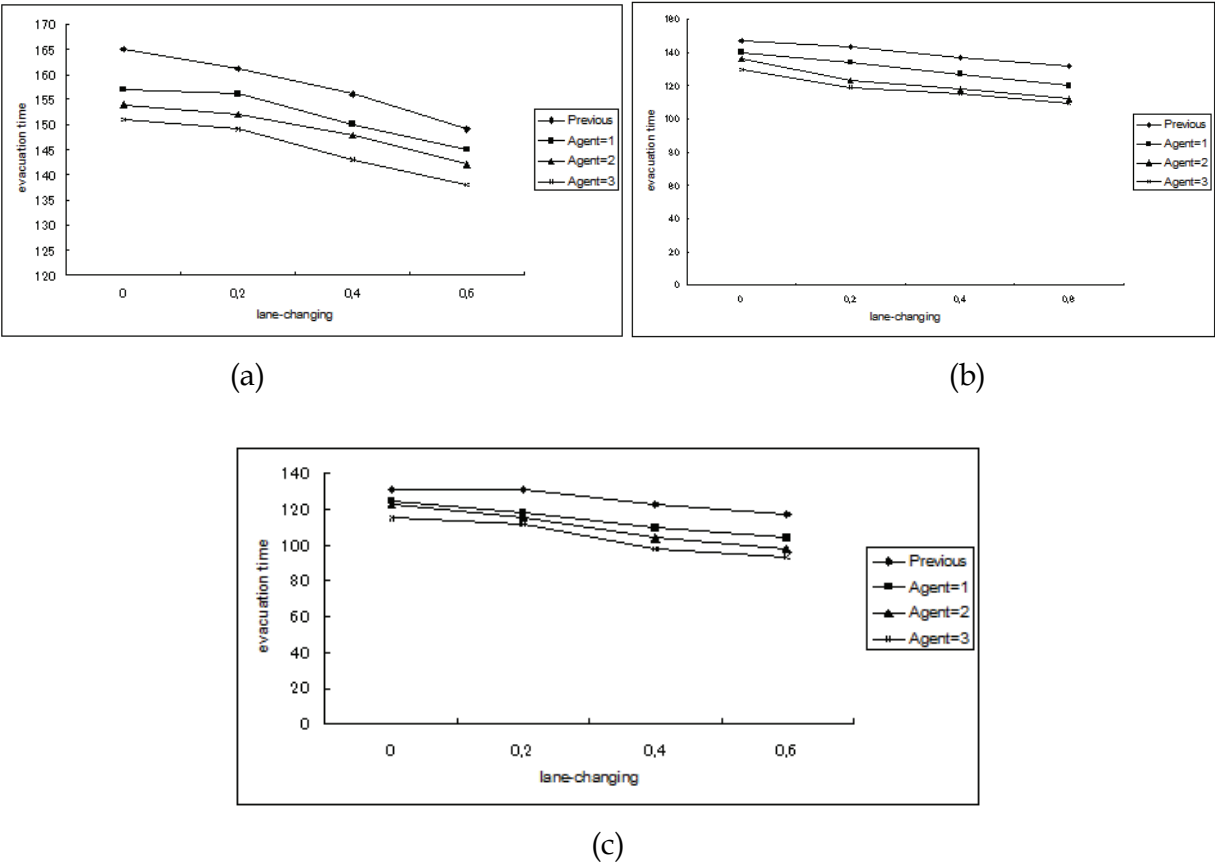 170
165
160
155
150
145
140
135
130
125
120
evacuation time
0
0,2
0,4
0,6
lane-changing
Previous
Agent=1
Agent=2
Agent=3
(a)
160
140
120
100
80
60
40
20
0
evacuation time
0
0,2
0,4
0,6
lane-changing
Previous
Agent=1
Agent=2
Agent=3
(b)
140
120
100
80
60
40
20
0
evacuation time
0
0,2
0,4
0,6
lane-changing
Previous
Agent=1
Agent=2
Agent=3
(c)